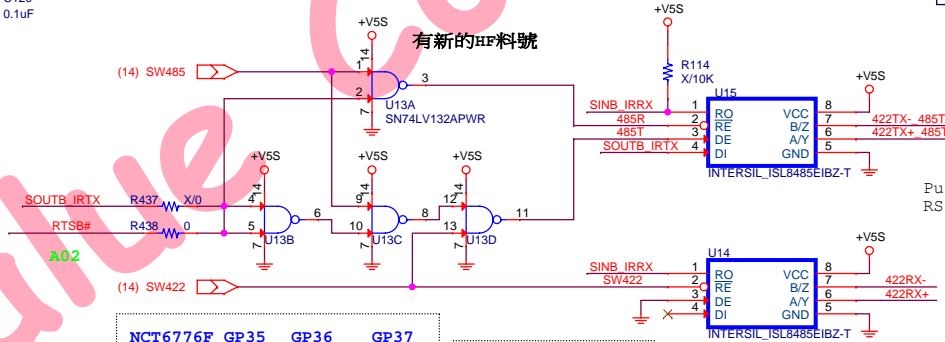 0.1uF
有新的HF料號
+V5S
+V5S
(14) SW485
14
1
2
3
7
U13A
SN74LV132APWR
R114
X/10K
+V5S
U15
SINB_IRRX
1
RO
VCC
8
485R
2
RE
B/Z
7
422TX-_485T
485T
3
DE
A/Y
6
422TX+_485T
SOUTB_IRTX
4
DI
GND
5
INTERSIL_ISL8485EIBZ-T
+V5S
+V5S
+V5S
SOUTB_IRTX
R437
X/0
14
4
5
6
7
U13B
14
9
10
8
7
U13C
14
12
13
11
7
U13D
RTSB#
R438
0
A02
Pu
RS
(14) SW422
+V5S
U14
SINB_IRRX
1
RO
VCC
8
SW422
2
RE
B/Z
7
422RX-
3
DE
A/Y
6
422RX+
4
DI
GND
5
INTERSIL_ISL8485EIBZ-T
NCT6776F GP35 GP36 GP37